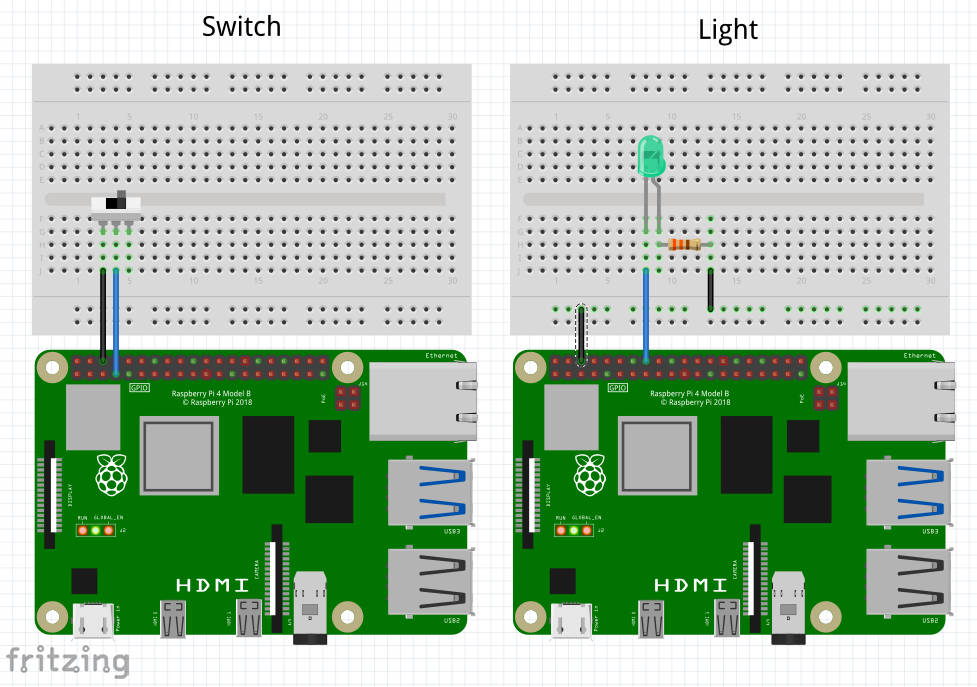 Switch
Light
1 5 10 15 20 25 30
1 5 10 15 20 25 30
A
B
C
D
E
F
G
H
I
J
A
B
C
D
E
F
G
H
I
J
1 5 10 15 20 25 30
1 5 10 15 20 25 30
Ethernet
GPIO
J14
PoE
Raspberry Pi 4 Model B
© Raspberry Pi 2018
DISPLAY
RUN GLOBAL_EN
J2
USB3
CAMERA
HDMI
Power in
HDMI 0
HDMI 1
A/V
USB2
Ethernet
GPIO
J14
PoE
Raspberry Pi 4 Model B
© Raspberry Pi 2018
DISPLAY
RUN GLOBAL_EN
J2
USB3
CAMERA
HDMI
Power in
HDMI 0
HDMI 1
A/V
USB2
fritzing